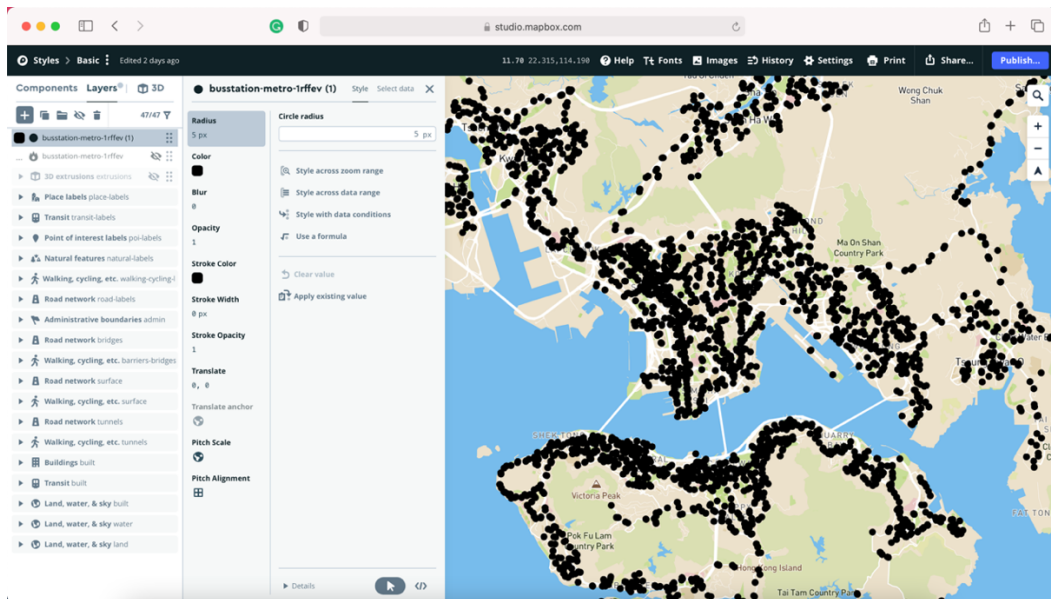 studio.mapbox.com
Styles > Basic Edited 2 days ago 11.70 22.315,114.190 Help Fonts Images History Settings Print Share... Publish...
Components Layers 3D
47/47
busstation-metro-1rffev (1)
busstation-metro-1rffev
3D extrusions extrusions
Place labels place-labels
Transit transit-labels
Point of interest labels poi-labels
Natural features natural-labels
Walking, cycling, etc. walking-cycling-l
Road network road-labels
Administrative boundaries admin
Road network bridges
Walking, cycling, etc. barriers-bridges
Road network surface
Walking, cycling, etc. surface
Road network tunnels
Walking, cycling, etc. tunnels
Buildings built
Transit built
Land, water, & sky built
Land, water, & sky water
Land, water, & sky land
busstation-metro-1rffev (1) Style Select data
Radius
5 px
Color
Blur
0
Opacity
1
Stroke Color
Stroke Width
0 px
Stroke Opacity
1
Translate
0, 0
Translate anchor
Pitch Scale
Pitch Alignment
Circle radius
5 px
Style across zoom range
Style across data range
Style with data conditions
Use a formula
Clear value
Apply existing value
Details
Wong Chuk
Shan
Ma On Shan
Country Park
Victoria Peak
Pok Fu Lam
Country Park
Hong Kong Island
Tai Tam Country Park